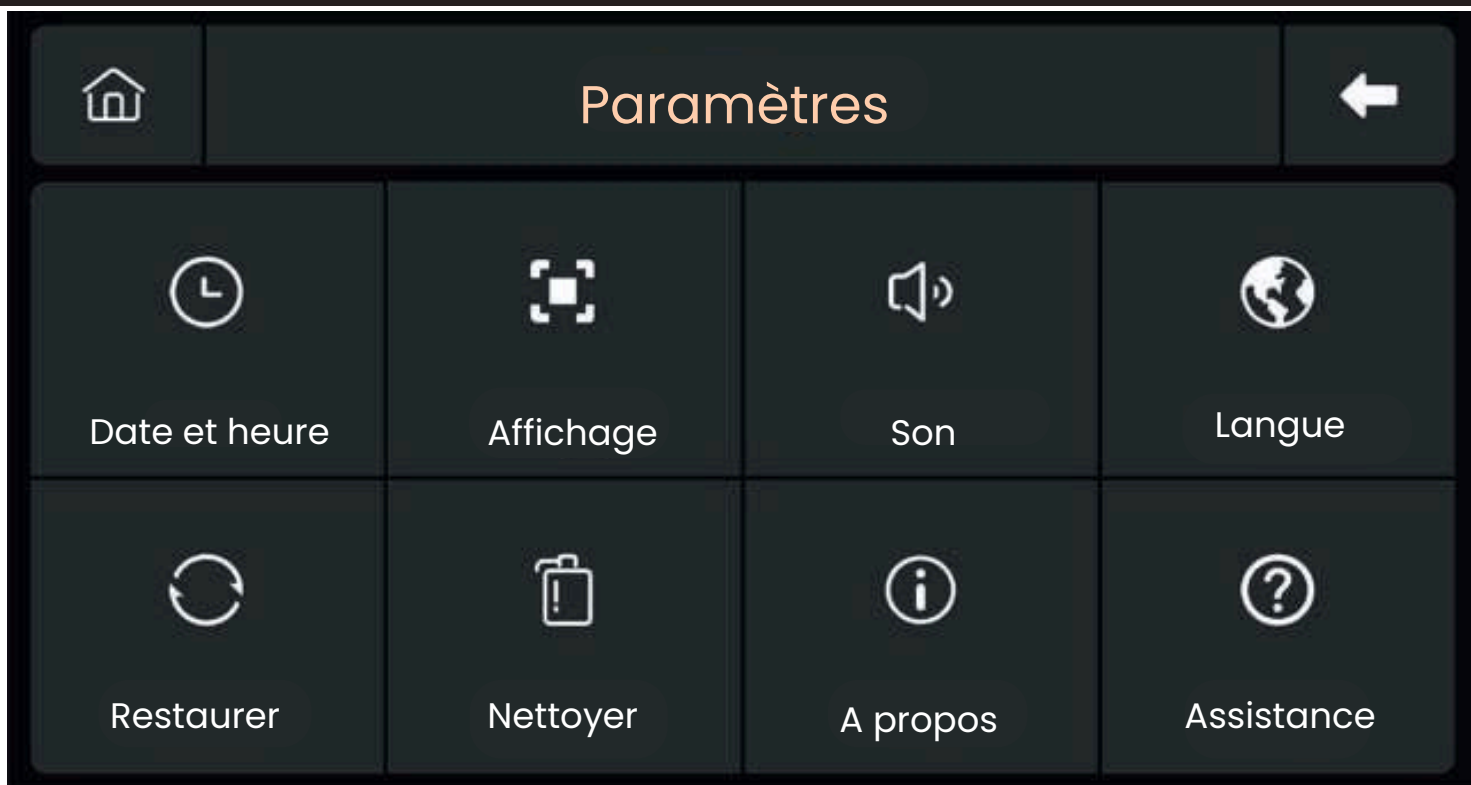 Paramètres
Date et heure
Affichage
Son
Langue
Restaurer
Nettoyer
A propos
Assistance